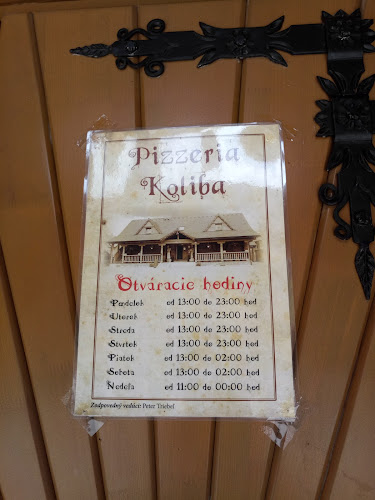 Pizzeria
Koliba
Otváracie hodiny
Pondelok od 13:00 do 23:00 hod
Utorok od 13:00 do 23:00 hod
Streda od 13:00 do 23:00 hod
Štvrtok od 13:00 do 23:00 hod
Piatok od 13:00 do 02:00 hod
Sobota od 13:00 do 02:00 hod
Nedeľa od 11:00 do 00:00 hod
Zodpovedný vedúci: Peter Triebeľ